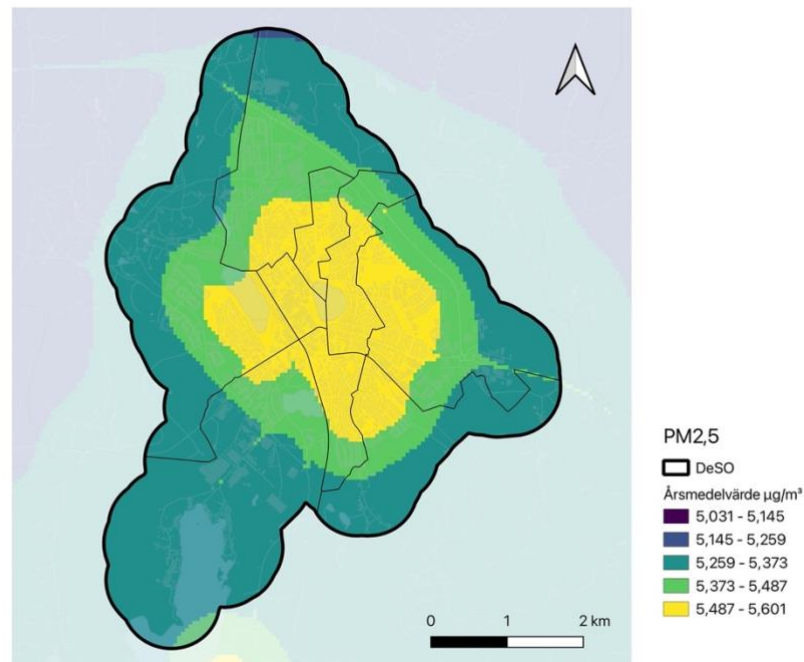 PM2,5
DeSO
Årsmedelvärde µg/m³
5,031 - 5,145
5,145 - 5,259
5,259 - 5,373
5,373 - 5,487
5,487 - 5,601
0 1 2 km